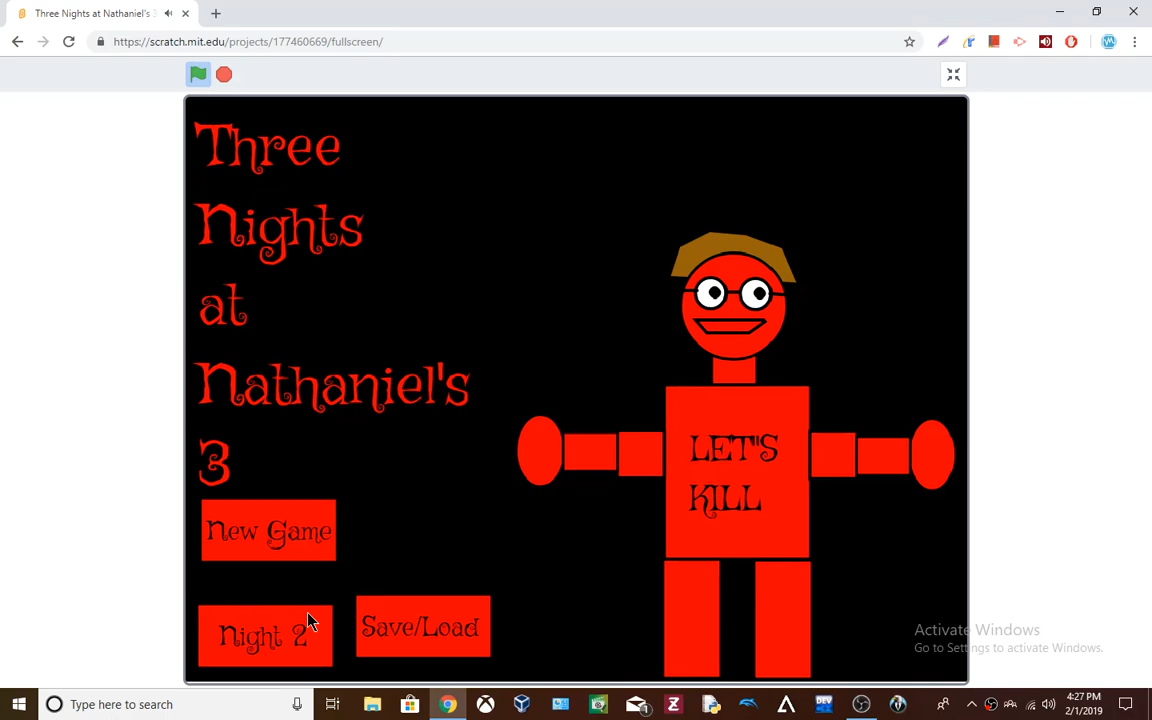 Three Nights at Nathaniel's 3
https://scratch.mit.edu/projects/177460669/fullscreen/
Three
Nights
at
Nathaniel's
3
LET'S
KILL
New Game
Night 2
Save/Load
Activate Windows
Go to Settings to activate Windows.
Type here to search
4:27 PM
2/1/2019